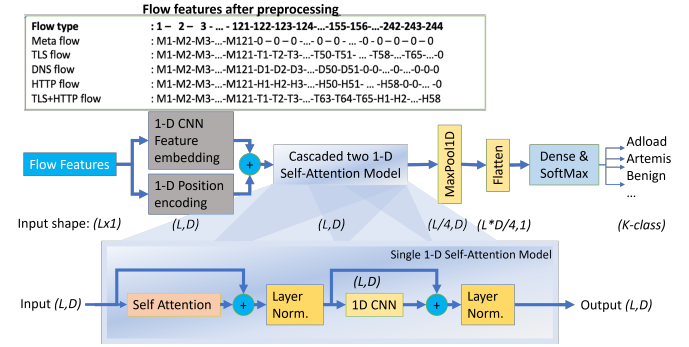 Flow features after preprocessing
Flow type : 1 – 2 – 3 - ... - 121-122-123-124-...-155-156-...-242-243-244
Meta flow : M1-M2-M3-...-M121-0 – 0 – 0 - ... – 0 – 0 - ... – 0 – 0 – 0 – 0
TLS flow : M1-M2-M3-...-M121-T1-T2-T3-...-T50-T51- ... -T58-...-T65-...-0
DNS flow : M1-M2-M3-...-M121-D1-D2-D3-...-D50-D51-0-0-...-0-...-0-0-0
HTTP flow : M1-M2-M3-...-M121-H1-H2-H3-...-H50-H51- ... -H58-0-0-...-0
TLS+HTTP flow : M1-M2-M3-...-M121-T1-T2-T3-...-T63-T64-T65-H1-H2-...-H58
Flow Features
1-D CNN
Feature
embedding
1-D Position
encoding
+
Cascaded two 1-D
Self-Attention Model
MaxPool1D
Flatten
Dense &
SoftMax
Adload
Artemis
Benign
...
Input shape: (Lx1)
(L,D)
(L,D)
(L/4,D)
(L*D/4,1)
(K-class)
Single 1-D Self-Attention Model
Input (L,D)
Self Attention
+
Layer
Norm.
(L,D)
1D CNN
+
Layer
Norm.
Output (L,D)